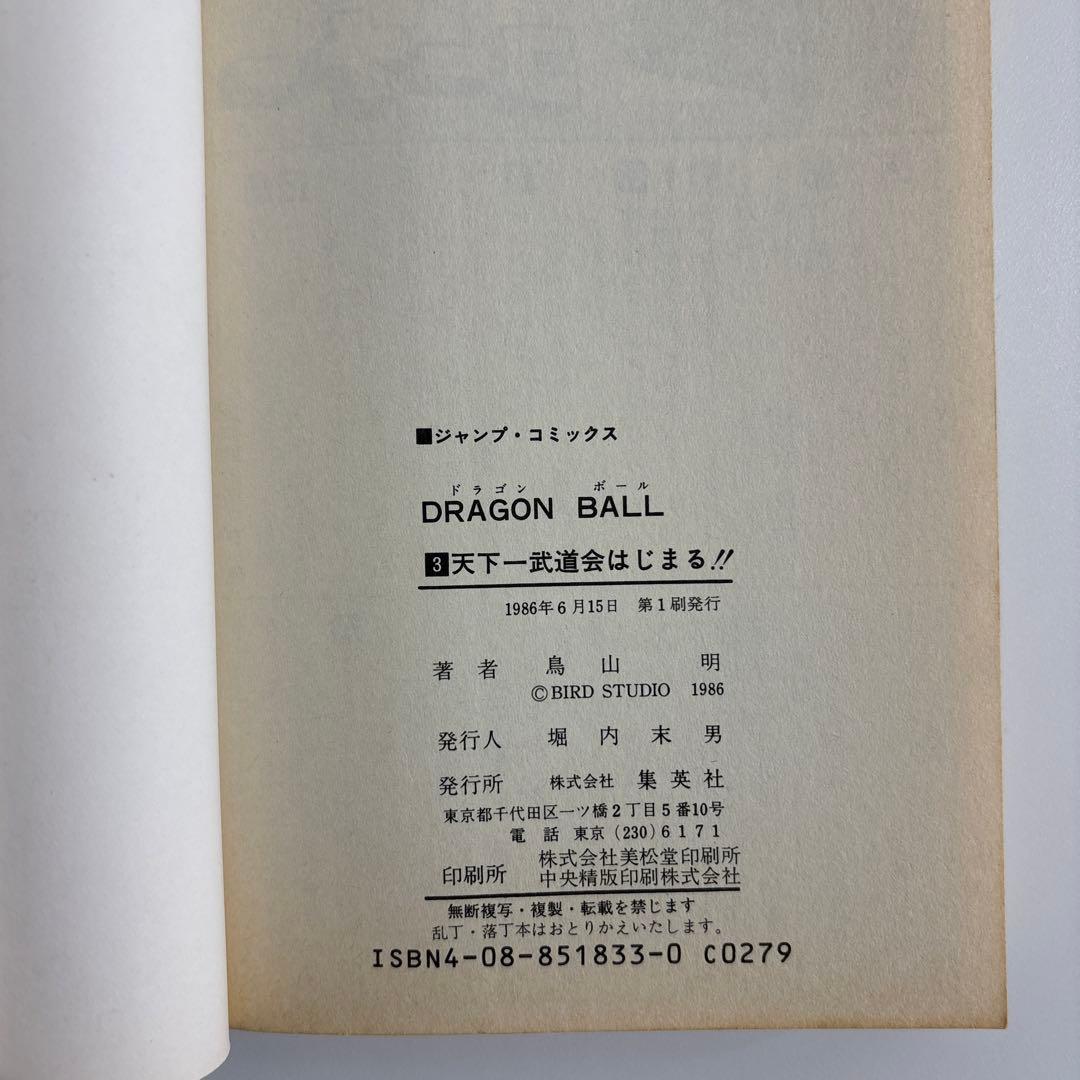 ■ジャンプ・コミックス
ドラゴン ボール
DRAGON BALL
3天下一武道会はじまる!!
1986年6月15日 第1刷発行
著者 鳥山明
©BIRD STUDIO 1986
発行人 堀内末男
発行所 株式会社 集英社
東京都千代田区一ツ橋2丁目5番10号
電話 東京(230)6171
印刷所 株式会社美松堂印刷所
中央精版印刷株式会社
無断複写・複製・転載を禁じます
乱丁・落丁本はおとりかえいたします。
ISBN4-08-851833-0 C0279